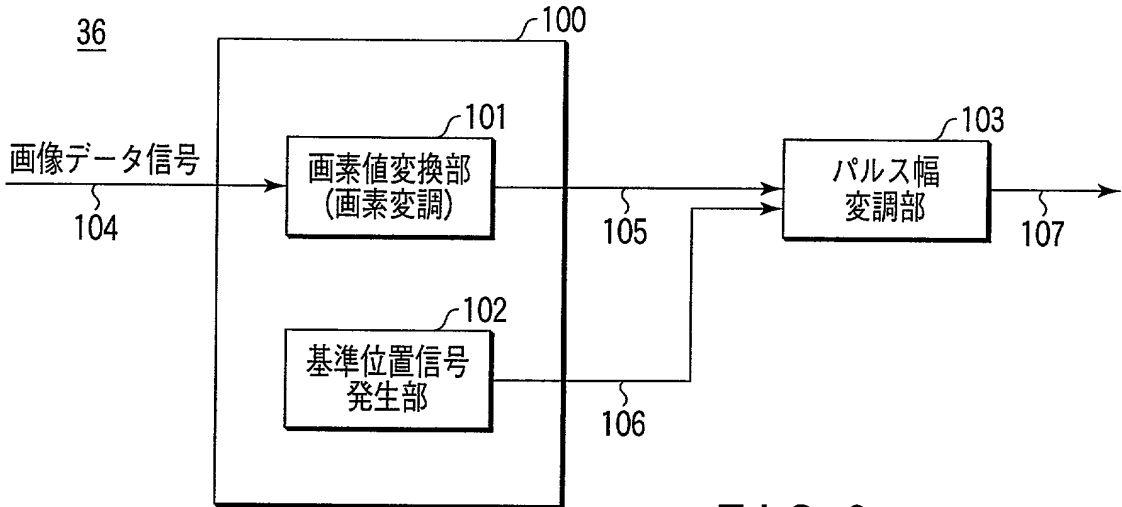 36
100
101
画像データ信号
画素値変換部
(画素変調)
104
105
103
パルス幅
変調部
107
102
基準位置信号
発生部
106